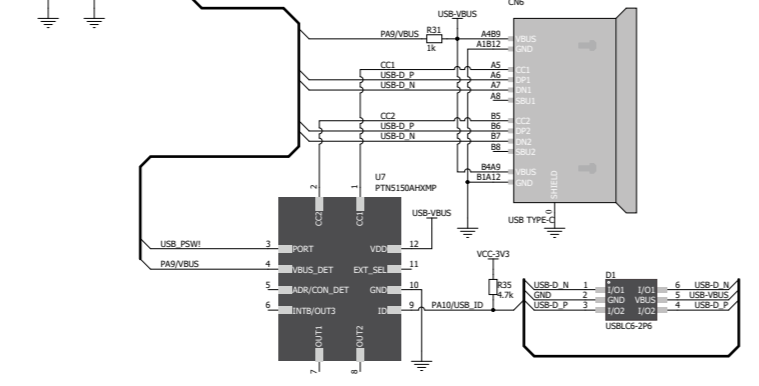 CN6
USB-VBUS
PA9/VBUS
R31
1k
A4B9
VBUS
A1B12
GND
CC1
A5
CC1
USB-D_P
A6
DP1
USB-D_N
A7
DN1
A8
SBU1
CC2
B5
CC2
USB-D_P
B6
DP2
USB-D_N
B7
DN2
B8
SBU2
B4A9
VBUS
B1A12
GND
SHIELD
0
USB TYPE-C
U7
PTN5150AHXMP
2
1
CC2
CC1
USB-VBUS
USB_PSW!
3
PORT
VDD
12
PA9/VBUS
4
VBUS_DET
EXT_SEL
11
5
ADR/CON_DET
GND
10
6
INTB/OUT3
ID
9
PA10/USB_ID
OUT1
OUT2
7
8
VCC-3V3
R35
4.7k
D1
USB-D_N
1
I/O1
I/O1
6
USB-D_N
GND
2
GND
VBUS
5
USB-VBUS
USB-D_P
3
I/O2
I/O2
4
USB-D_P
USBLC6-2P6